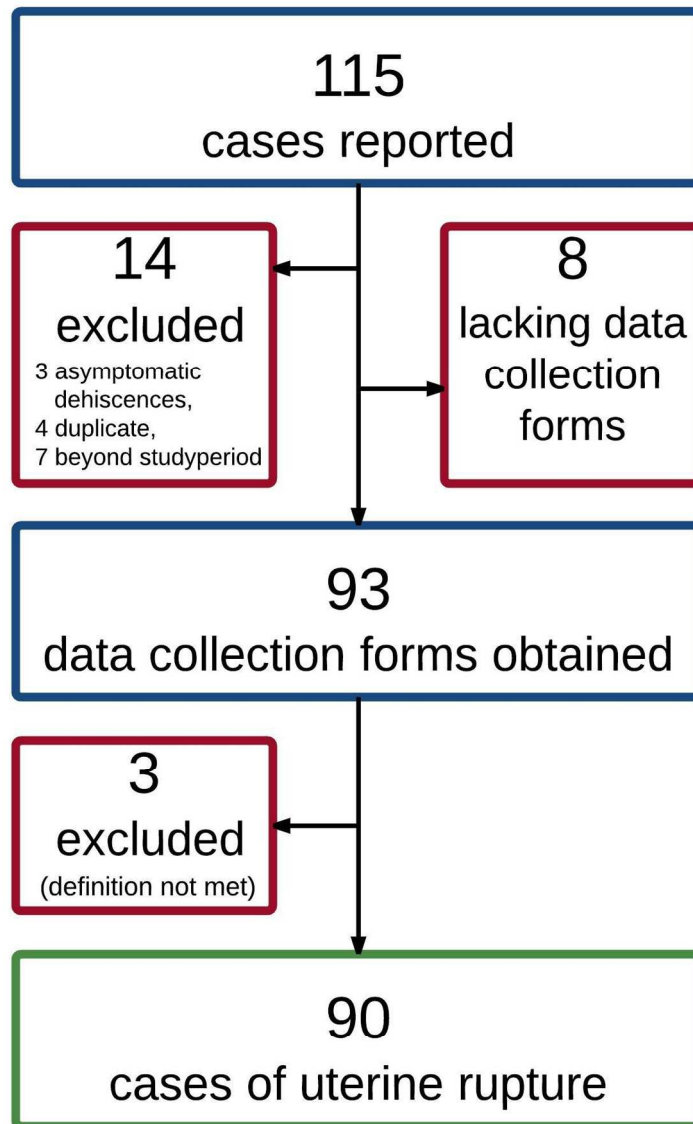 115
cases reported
14
excluded
3 asymptomatic
dehiscences,
4 duplicate,
7 beyond studyperiod
8
lacking data
collection
forms
93
data collection forms obtained
3
excluded
(definition not met)
90
cases of uterine rupture